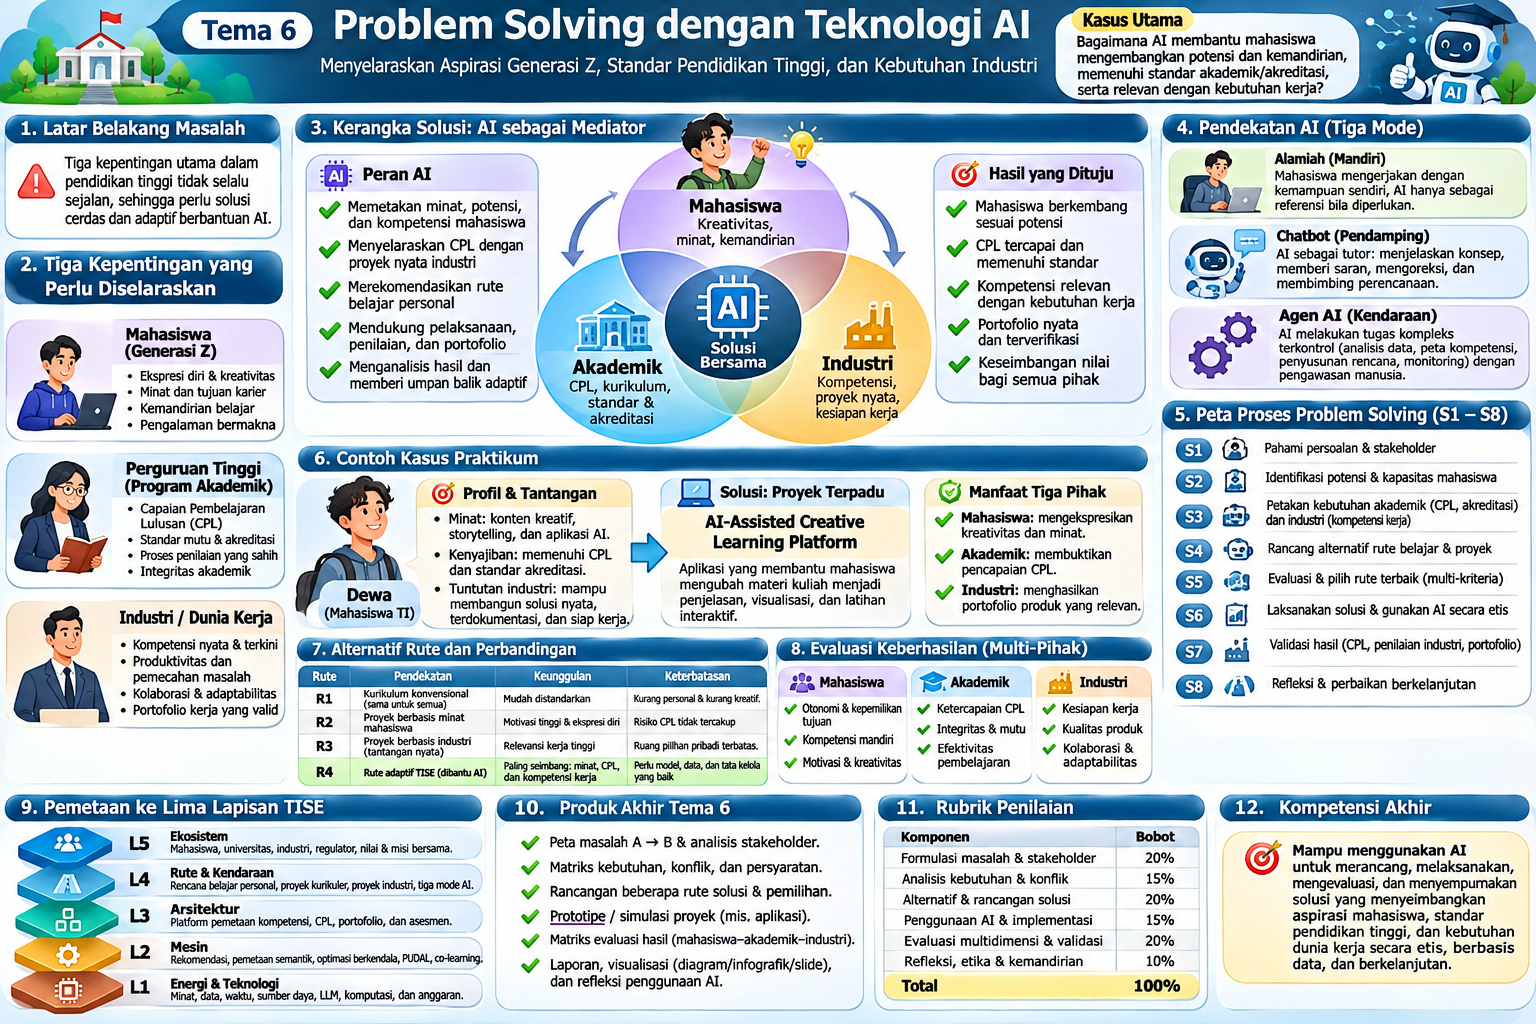 Tema 6
Problem Solving dengan Teknologi AI
Menyelaraskan Aspirasi Generasi Z, Standar Pendidikan Tinggi, dan Kebutuhan Industri
Kasus Utama
Bagaimana AI membantu mahasiswa
mengembangkan potensi dan kemandirian,
memenuhi standar akademik/akreditasi,
serta relevan dengan kebutuhan kerja?
AI
1. Latar Belakang Masalah
Tiga kepentingan utama dalam
pendidikan tinggi tidak selalu
sejalan, sehingga perlu solusi
cerdas dan adaptif berbantuan AI.
2. Tiga Kepentingan yang
Perlu Diselaraskan
Mahasiswa
(Generasi Z)
• Ekspresi diri & kreativitas
• Minat dan tujuan karier
• Kemandirian belajar
• Pengalaman bermakna
Perguruan Tinggi
(Program Akademik)
• Capaian Pembelajaran
Lulusan (CPL)
• Standar mutu & akreditasi
• Proses penilaian yang sahih
• Integritas akademik
Industri / Dunia Kerja
• Kompetensi nyata & terkini
• Produktivitas dan
pemecahan masalah
• Kolaborasi & adaptabilitas
• Portofolio kerja yang valid
3. Kerangka Solusi: AI sebagai Mediator
AI
Peran AI
Memetakan minat, potensi,
dan kompetensi mahasiswa
Menyelaraskan CPL dengan
proyek nyata industri
Merekomendasikan rute
belajar personal
Mendukung pelaksanaan,
penilaian, dan portofolio
Menganalisis hasil dan
memberi umpan balik adaptif
Mahasiswa
Kreativitas,
minat, kemandirian
AI
Solusi
Bersama
Akademik
CPL, kurikulum,
standar &
akreditasi
Industri
Kompetensi,
proyek nyata,
kesiapan kerja
Hasil yang Dituju
Mahasiswa berkembang
sesuai potensi
CPL tercapai dan
memenuhi standar
Kompetensi relevan
dengan kebutuhan kerja
Portofolio nyata
dan terverifikasi
Keseimbangan nilai
bagi semua pihak
4. Pendekatan AI (Tiga Mode)
Alamiah (Mandiri)
Mahasiswa mengerjakan dengan
kemampuan sendiri, AI hanya sebagai
referensi bila diperlukan.
Chatbot (Pendamping)
AI sebagai tutor: menjelaskan konsep,
memberi saran, mengoreksi, dan
membimbing perencanaan.
Agen AI (Kendaraan)
AI melakukan tugas kompleks
terkontrol (analisis data, peta kompetensi,
penyusunan rencana, monitoring) dengan
pengawasan manusia.
5. Peta Proses Problem Solving (S1 – S8)
S1 Pahami persoalan & stakeholder
S2 Identifikasi potensi & kapasitas mahasiswa
S3 Petakan kebutuhan akademik (CPL, akreditasi)
dan industri (kompetensi kerja)
S4 Rancang alternatif rute belajar & proyek
S5 Evaluasi & pilih rute terbaik (multi-kriteria)
S6 Laksanakan solusi & gunakan AI secara etis
S7 Validasi hasil (CPL, penilaian industri, portofolio)
S8 Refleksi & perbaikan berkelanjutan
6. Contoh Kasus Praktikum
Dewa
(Mahasiswa TI)
Profil & Tantangan
• Minat: konten kreatif,
storytelling, dan aplikasi AI.
• Kenyajiban: memenuhi CPL
dan standar akreditasi.
• Tuntutan industri: mampu
membangun solusi nyata,
terdokumentasi, dan siap kerja.
Solusi: Proyek Terpadu
AI-Assisted Creative
Learning Platform
Aplikasi yang membantu mahasiswa
mengubah materi kuliah menjadi
penjelasan, visualisasi, dan latihan
interaktif.
Manfaat Tiga Pihak
Mahasiswa: mengekspresikan
kreativitas dan minat.
Akademik: membuktikan
pencapaian CPL.
Industri: menghasilkan
portofolio produk yang relevan.
7. Alternatif Rute dan Perbandingan
Rute Pendekatan Keunggulan Keterbatasan
R1 Kurikulum konvensional (sama untuk semua) Mudah distandarkan Kurang personal & kurang kreatif.
R2 Proyek berbasis minat mahasiswa Motivasi tinggi & ekspresi diri Risiko CPL tidak tercakup
R3 Proyek berbasis industri (tantangan nyata) Relevansi kerja tinggi Ruang pilihan pribadi terbatas.
R4 Rute adaptif TISE (dibantu AI) Paling seimbang: minat, CPL, dan kompetensi kerja Perlu model, data, dan tata kelola yang baik
8. Evaluasi Keberhasilan (Multi-Pihak)
Mahasiswa
Otonomi & kepemilikan
tujuan
Kompetensi mandiri
Motivasi & kreativitas
Akademik
Ketercapaian CPL
Integritas & mutu
Efektivitas
pembelajaran
Industri
Kesiapan kerja
Kualitas produk
Kolaborasi &
adaptabilitas
9. Pemetaan ke Lima Lapisan TISE
L5 Ekosistem
Mahasiswa, universitas, industri, regulator, nilai & misi bersama.
L4 Rute & Kendaraan
Rencana belajar personal, proyek kurikuler, proyek industri, tiga mode AI.
L3 Arsitektur
Platform pemetaan kompetensi, CPL, portofolio, dan asesmen.
L2 Mesin
Rekomendasi, pemetaan semantik, optimasi berkendala, PUDAL, co-learning.
L1 Energi & Teknologi
Minat, data, waktu, sumber daya, LLM, komputasi, dan anggaran.
10. Produk Akhir Tema 6
Peta masalah A → B & analisis stakeholder.
Matriks kebutuhan, konflik, dan persyaratan.
Rancangan beberapa rute solusi & pemilihan.
Prototipe / simulasi proyek (mis. aplikasi).
Matriks evaluasi hasil (mahasiswa–akademik–industri).
Laporan, visualisasi (diagram/infografik/slide),
dan refleksi penggunaan AI.
11. Rubrik Penilaian
Komponen Bobot
Formulasi masalah & stakeholder 20%
Analisis kebutuhan & konflik 15%
Alternatif & rancangan solusi 20%
Penggunaan AI & implementasi 15%
Evaluasi multidimensi & validasi 20%
Refleksi, etika & kemandirian 10%
Total 100%
12. Kompetensi Akhir
Mampu menggunakan AI
untuk merancang, melaksanakan,
mengevaluasi, dan menyempurnakan
solusi yang menyeimbangkan
aspirasi mahasiswa, standar
pendidikan tinggi, dan kebutuhan
dunia kerja secara etis, berbasis
data, dan berkelanjutan.